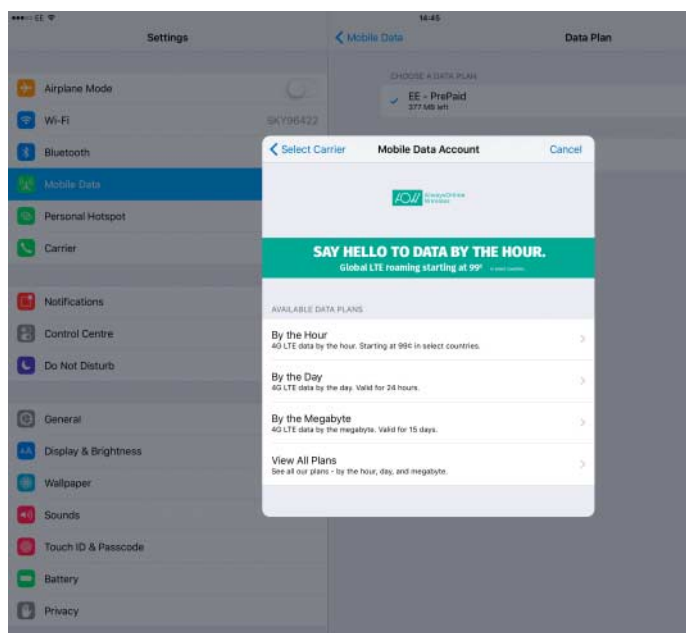 EE
14:45
Settings
Mobile Data
Data Plan
Airplane Mode
Wi-Fi
SKY96422
Bluetooth
Mobile Data
Personal Hotspot
Carrier
Notifications
Control Centre
Do Not Disturb
General
Display & Brightness
Wallpaper
Sounds
Touch ID & Passcode
Battery
Privacy
CHOOSE A DATA PLAN
EE - PrePaid
377 MB left
Select Carrier
Mobile Data Account
Cancel
AlwaysOnline
Wireless
SAY HELLO TO DATA BY THE HOUR.
Global LTE roaming starting at 99¢
AVAILABLE DATA PLANS
By the Hour
4G LTE data by the hour. Starting at 99¢ in select countries.
By the Day
4G LTE data by the day. Valid for 24 hours.
By the Megabyte
4G LTE data by the megabyte. Valid for 15 days.
View All Plans
See all our plans - by the hour, day, and megabyte.